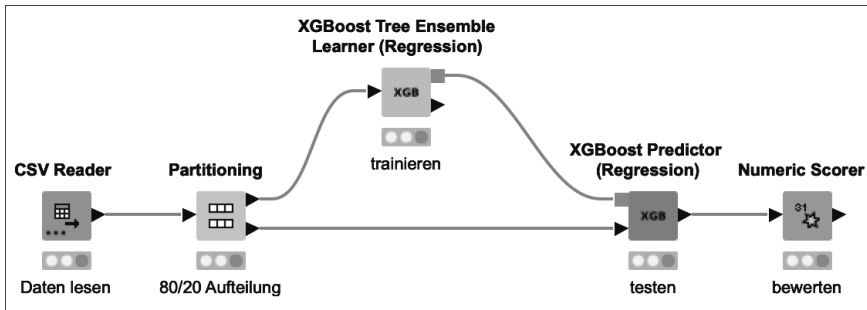 XGBoost Tree Ensemble
Learner (Regression)
XGB
trainieren
CSV Reader
Partitioning
XGBoost Predictor
(Regression)
Numeric Scorer
XGB
31
Daten lesen
80/20 Aufteilung
testen
bewerten